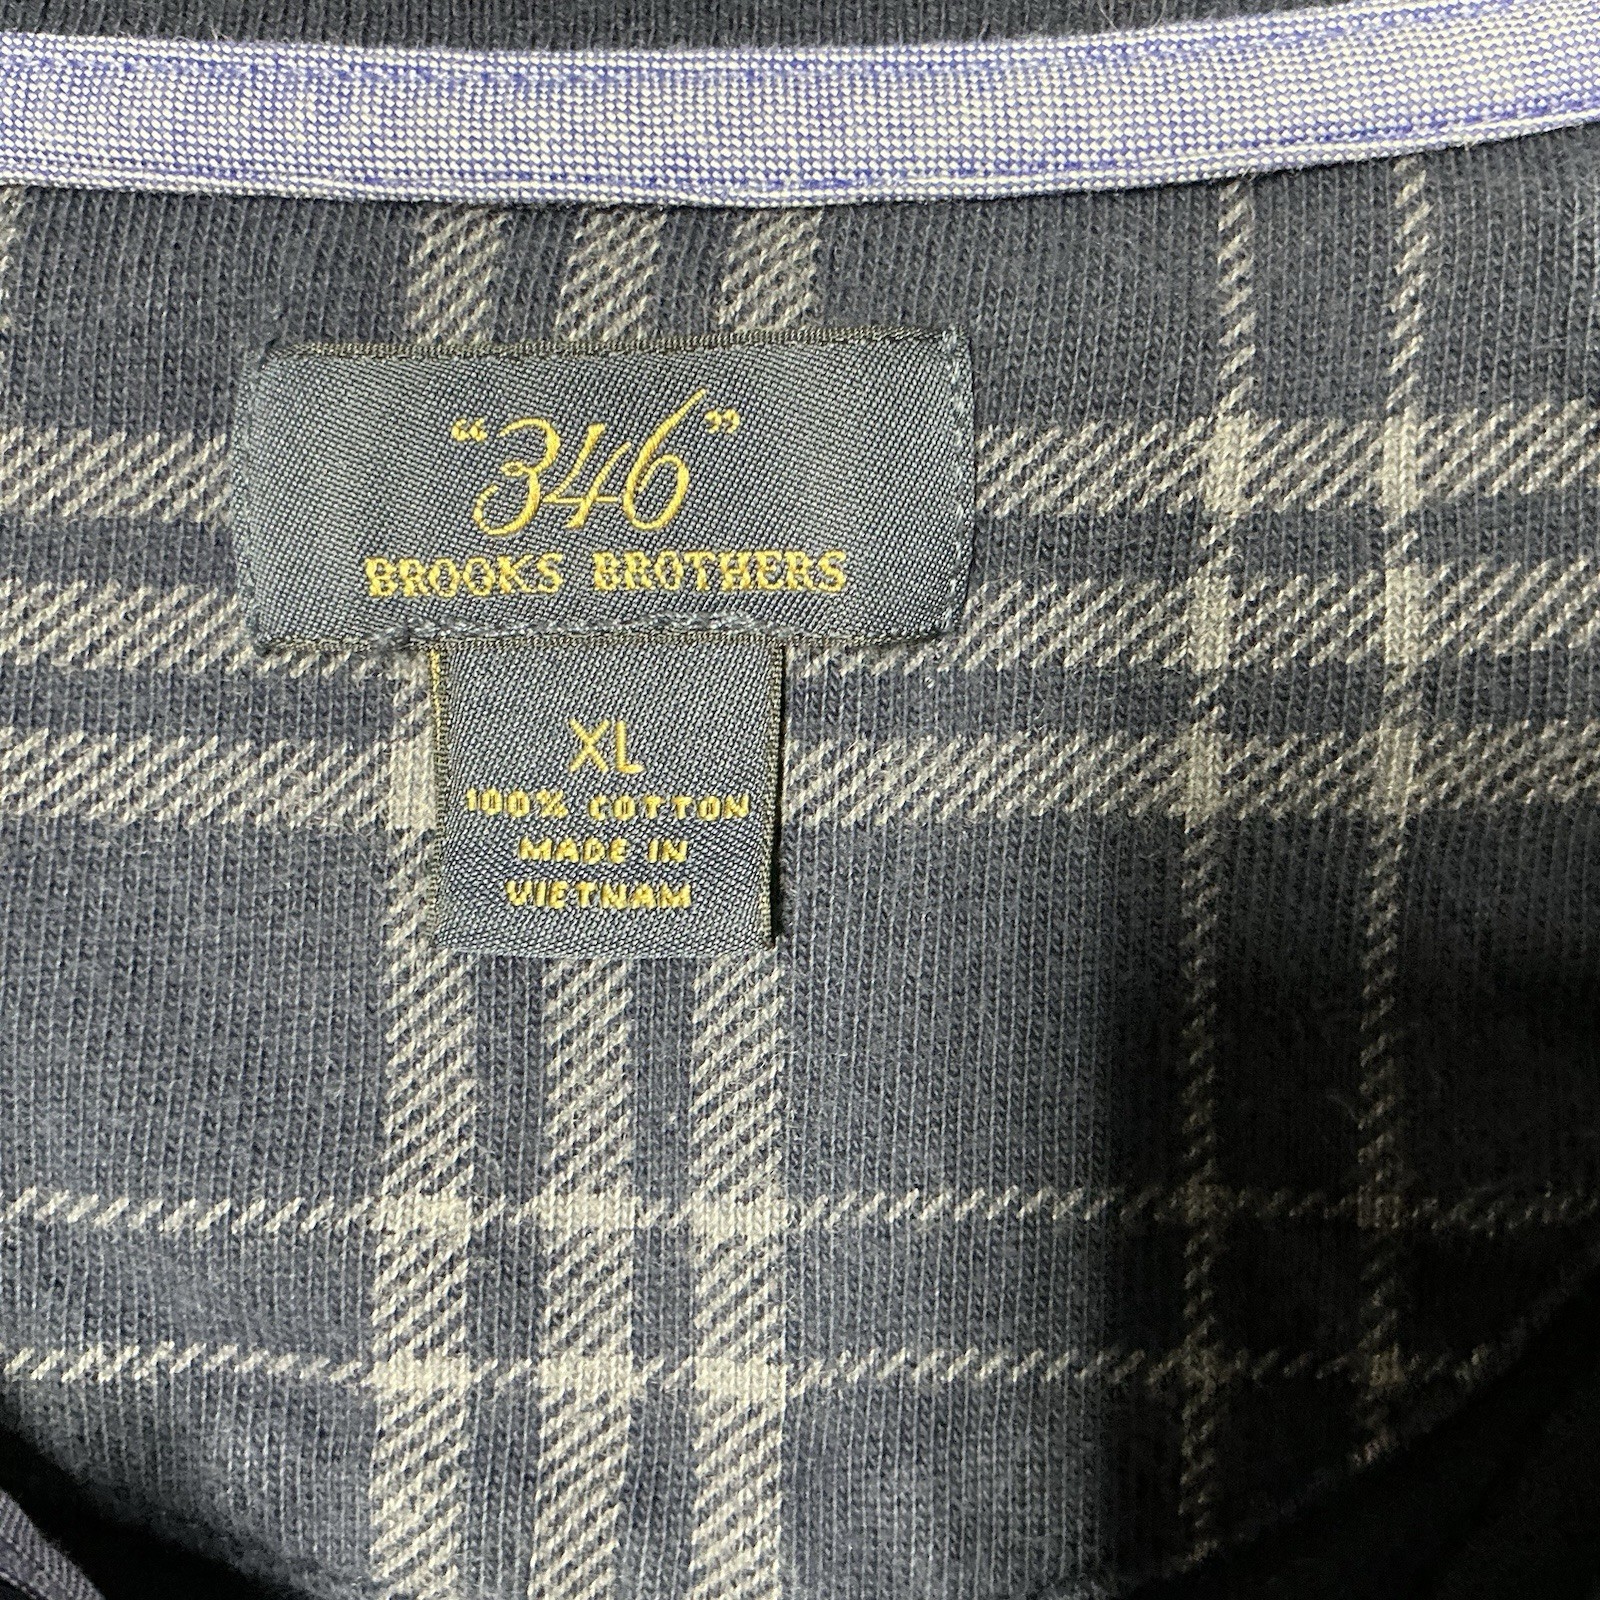 “346”
BROOKS BROTHERS
XL
100% COTTON
MADE IN
VIETNAM